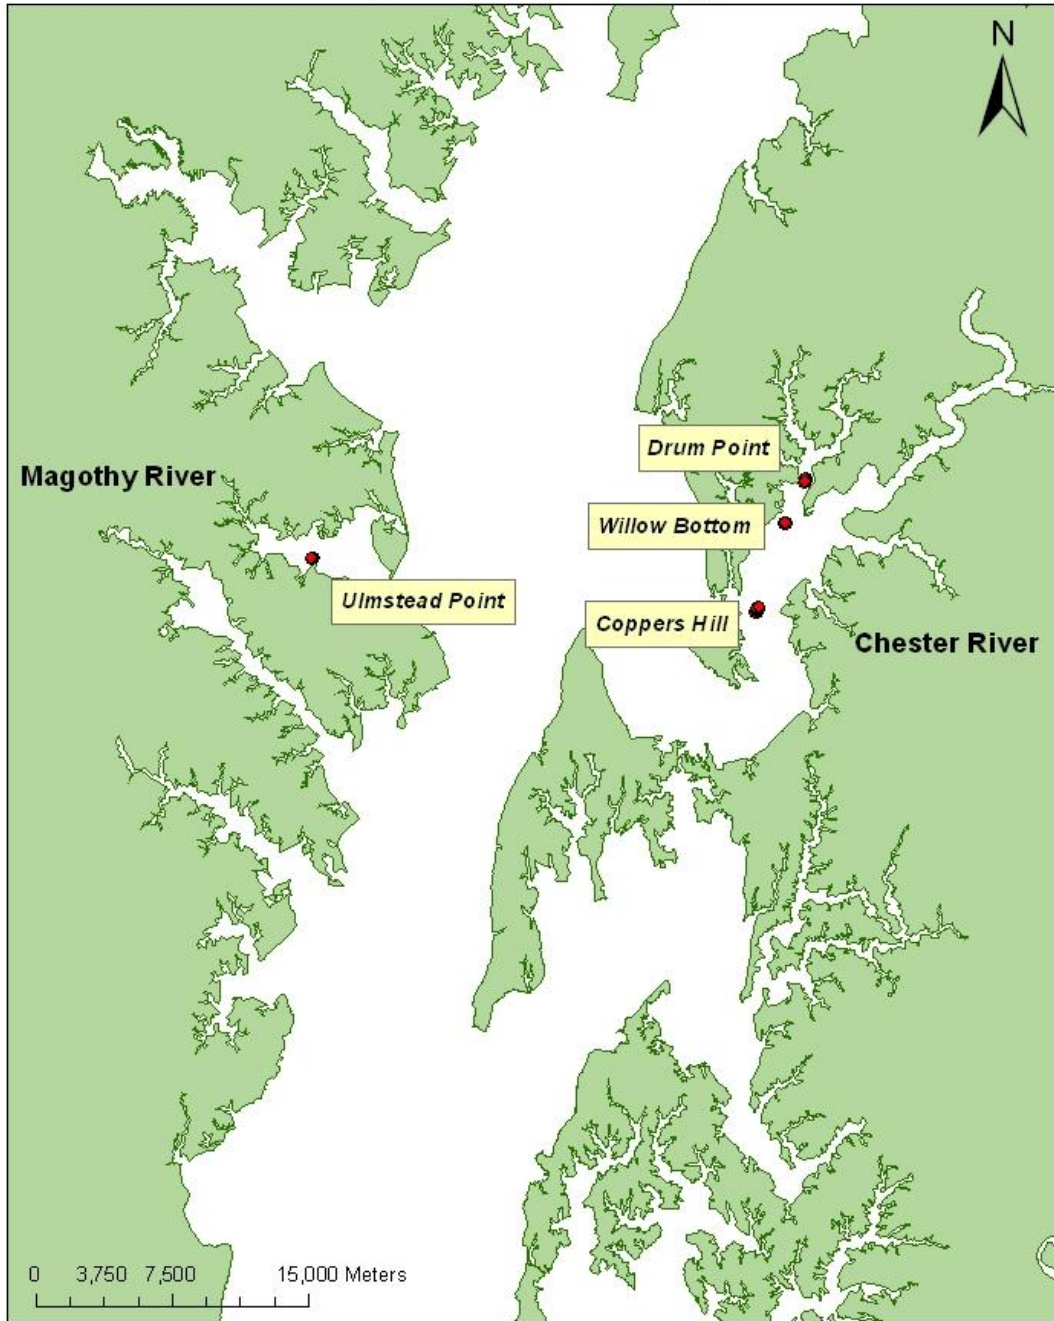 N
Drum Point
Magothy River
Willow Bottom
Ulmstead Point
Coppers Hill
Chester River
0 3,750 7,500 15,000 Meters